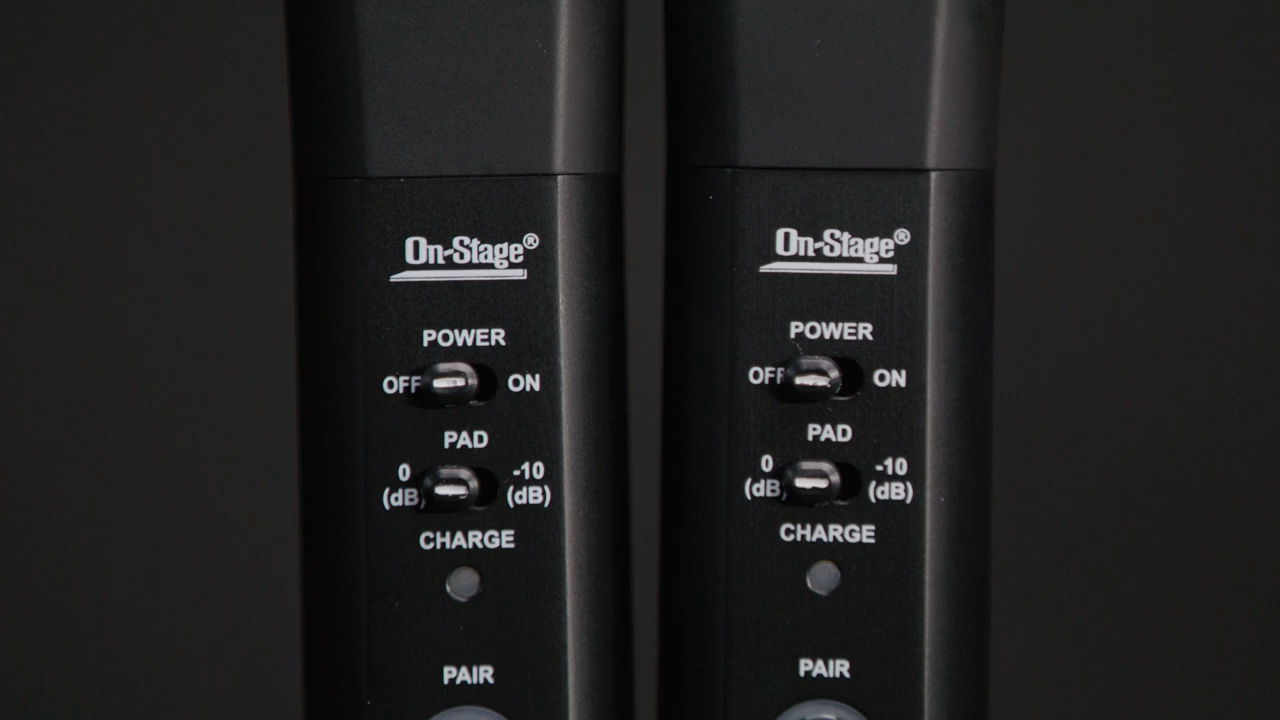 On-Stage®
POWER
OFF ON
PAD
0 -10
(dB) (dB)
CHARGE
PAIR
On-Stage®
POWER
OFF ON
PAD
0 -10
(dB) (dB)
CHARGE
PAIR